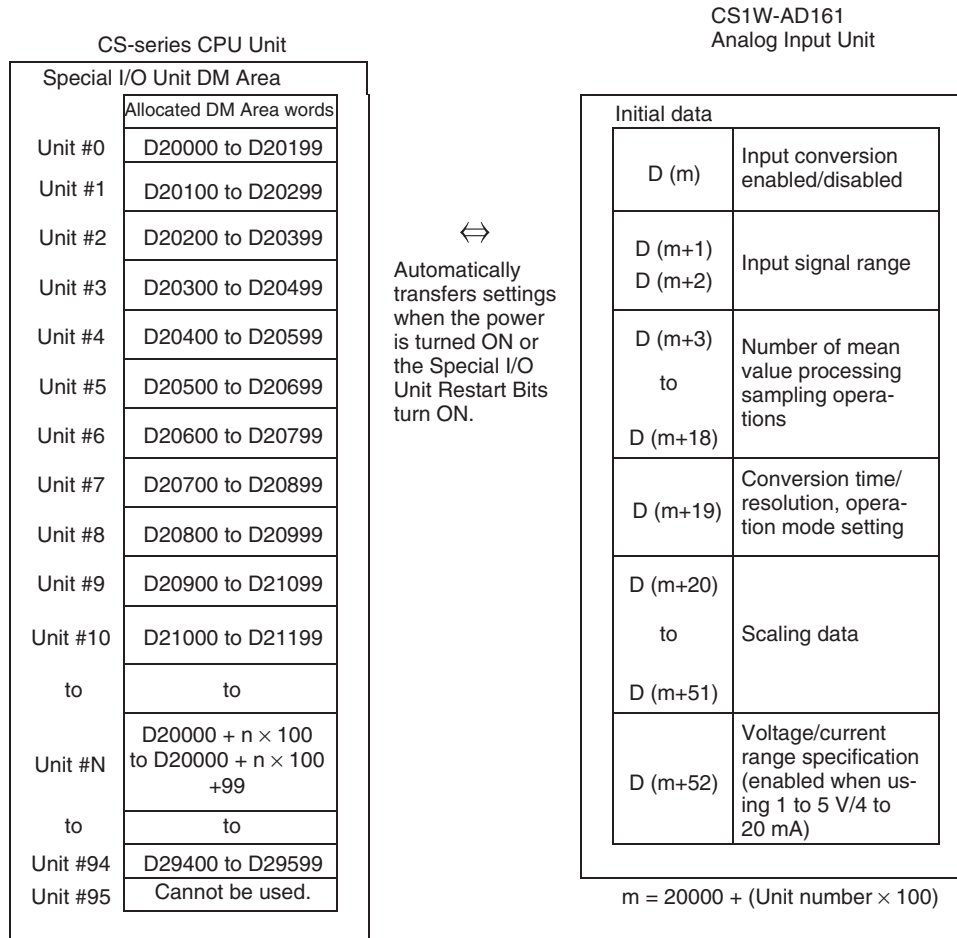 CS-series CPU Unit
Special I/O Unit DM Area
Allocated DM Area words
Unit #0 D20000 to D20199
Unit #1 D20100 to D20299
Unit #2 D20200 to D20399
Unit #3 D20300 to D20499
Unit #4 D20400 to D20599
Unit #5 D20500 to D20699
Unit #6 D20600 to D20799
Unit #7 D20700 to D20899
Unit #8 D20800 to D20999
Unit #9 D20900 to D21099
Unit #10 D21000 to D21199
to to
Unit #N
D20000 + n × 100
to D20000 + n × 100
+99
to to
Unit #94 D29400 to D29599
Unit #95 Cannot be used.
⇔
Automatically
transfers settings
when the power
is turned ON or
the Special I/O
Unit Restart Bits
turn ON.
CS1W-AD161
Analog Input Unit
Initial data
D (m)
Input conversion
enabled/disabled
D (m+1)
D (m+2)
Input signal range
D (m+3)
to
D (m+18)
Number of mean
value processing
sampling opera-
tions
D (m+19)
Conversion time/
resolution, opera-
tion mode setting
D (m+20)
to
D (m+51)
Scaling data
D (m+52)
Voltage/current
range specification
(enabled when us-
ing 1 to 5 V/4 to
20 mA)
m = 20000 + (Unit number × 100)